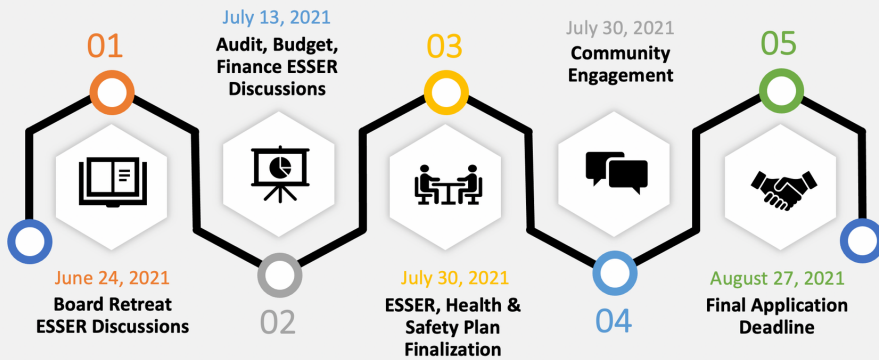 01
June 24, 2021
Board Retreat
ESSER Discussions
July 13, 2021
Audit, Budget,
Finance ESSER
Discussions
02
03
July 30, 2021
ESSER, Health &
Safety Plan
Finalization
July 30, 2021
Community
Engagement
04
05
August 27, 2021
Final Application
Deadline